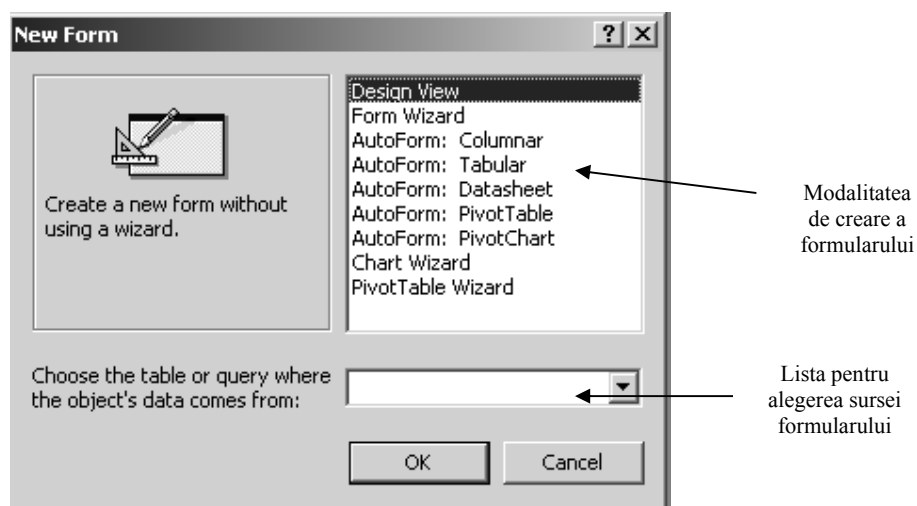 New Form
Design View
Form Wizard
AutoForm: Columnar
AutoForm: Tabular
AutoForm: Datasheet
AutoForm: PivotTable
AutoForm: PivotChart
Chart Wizard
PivotTable Wizard
Create a new form without
using a wizard.
Modalitatea
de creare a
formularului
Choose the table or query where
the object's data comes from:
Lista pentru
alegerea sursei
formularului
OK
Cancel